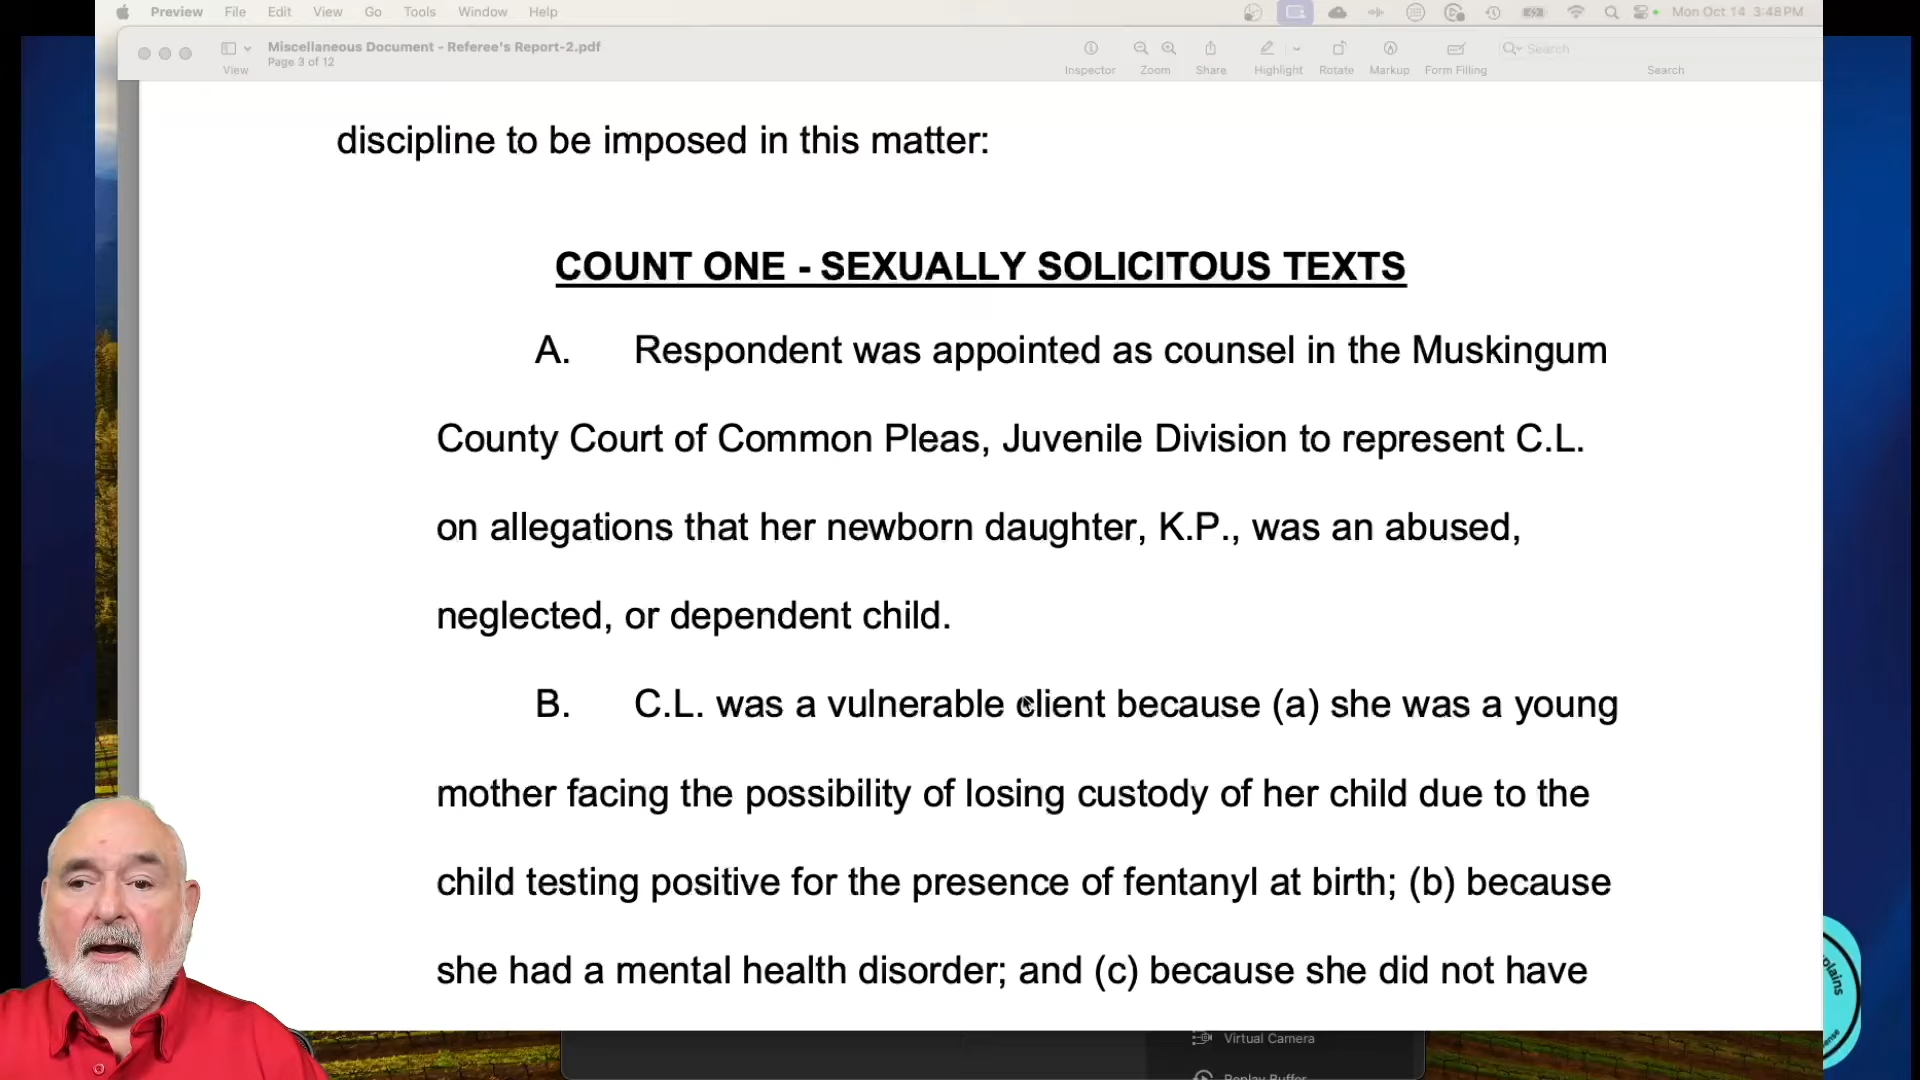 Preview File Edit View Go Tools Window Help Mon Oct 14 3:48 PM
Miscellaneous Document - Referee's Report-2.pdf
Page 3 of 12
Search
View Inspector Zoom Share Highlight Rotate Markup Form Filling Search
discipline to be imposed in this matter:
COUNT ONE - SEXUALLY SOLICITOUS TEXTS
A. Respondent was appointed as counsel in the Muskingum
County Court of Common Pleas, Juvenile Division to represent C.L.
on allegations that her newborn daughter, K.P., was an abused,
neglected, or dependent child.
B. C.L. was a vulnerable client because (a) she was a young
mother facing the possibility of losing custody of her child due to the
child testing positive for the presence of fentanyl at birth; (b) because
she had a mental health disorder; and (c) because she did not have
Virtual Camera
Replay Buffer